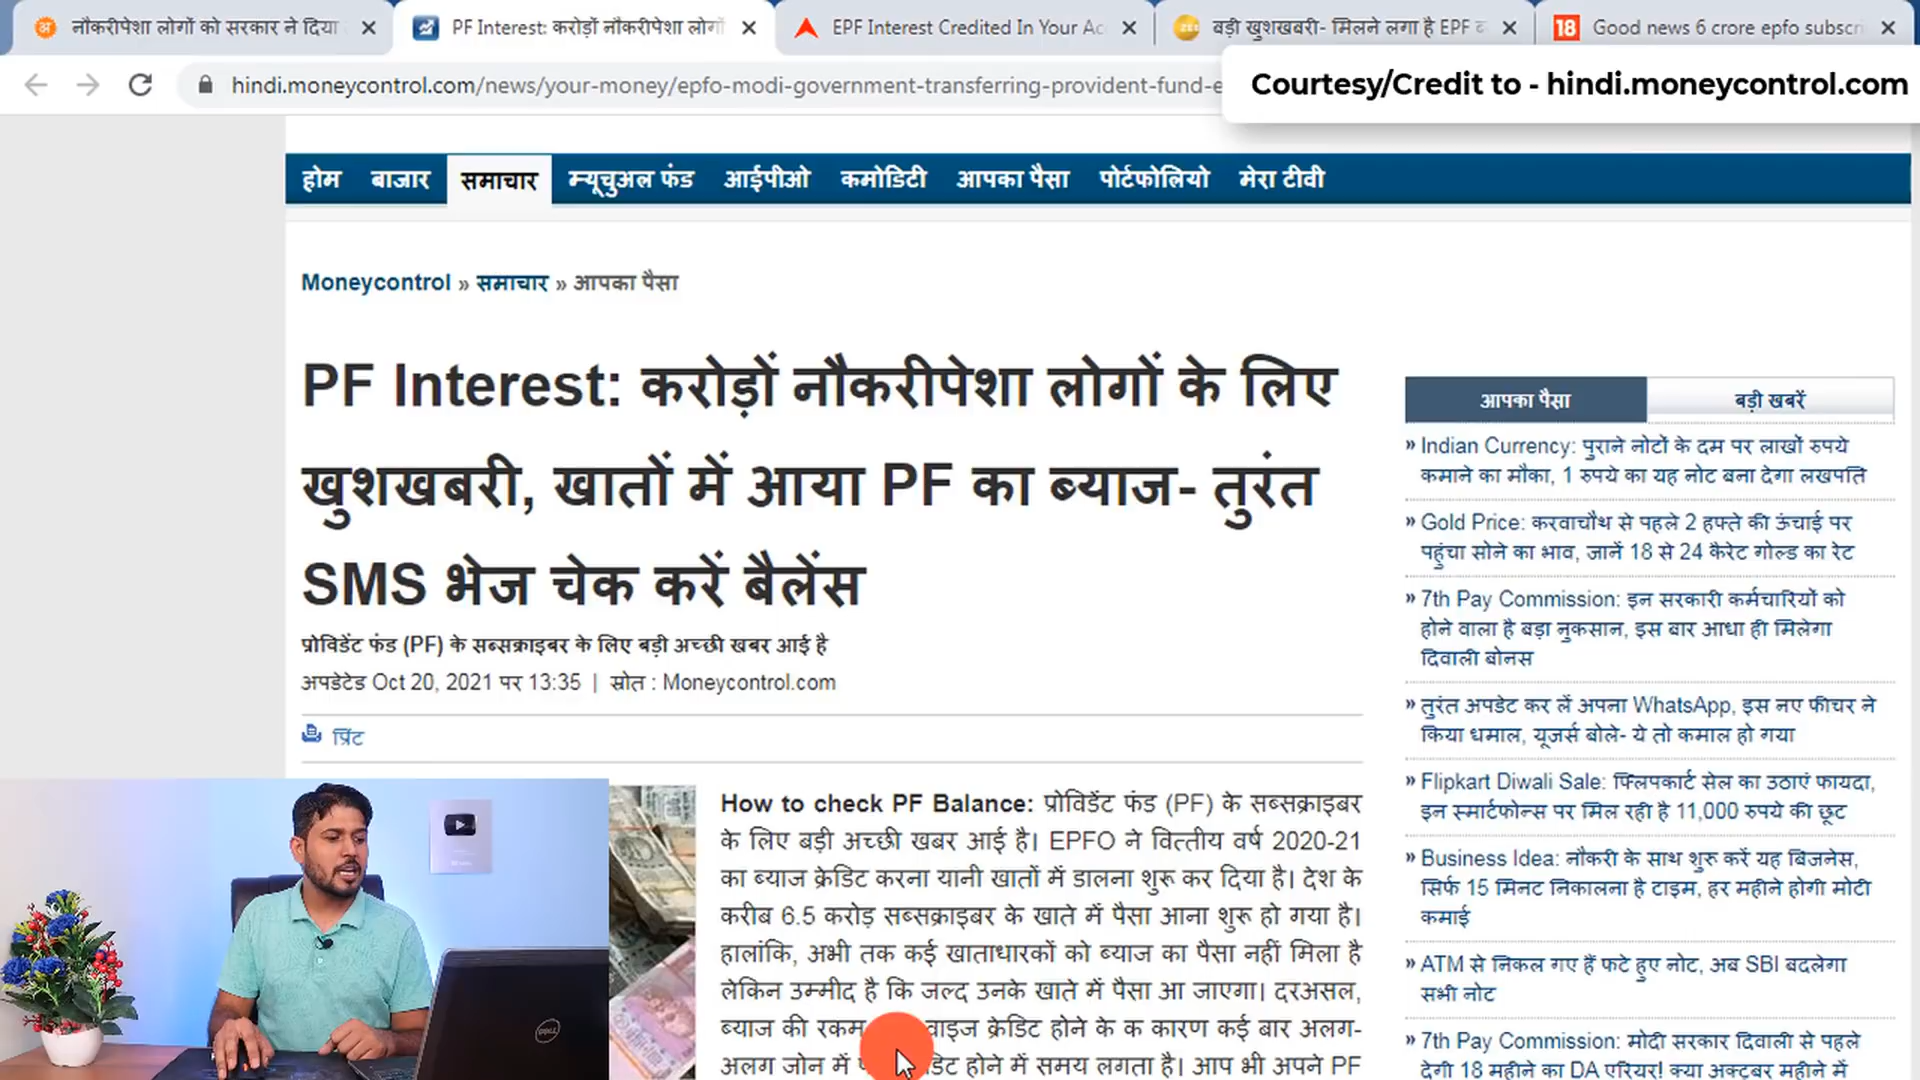 नौकरीपेशा लोगों को सरकार ने दिया
PF Interest: करोड़ों नौकरीपेशा लोगों
EPF Interest Credited In Your Ac
बड़ी खुशखबरी- मिलने लगा है EPF
18 Good news 6 crore epfo subscri
hindi.moneycontrol.com/news/your-money/epfo-modi-government-transferring-provident-fund-e
Courtesy/Credit to - hindi.moneycontrol.com
होम बाजार समाचार म्यूचुअल फंड आईपीओ कमोडिटी आपका पैसा पोर्टफोलियो मेरा टीवी
Moneycontrol » समाचार » आपका पैसा
PF Interest: करोड़ों नौकरीपेशा लोगों के लिए
खुशखबरी, खातों में आया PF का ब्याज- तुरंत
SMS भेज चेक करें बैलेंस
प्रोविडेंट फंड (PF) के सब्सक्राइबर के लिए बड़ी अच्छी खबर आई है
अपडेटेड Oct 20, 2021 पर 13:35 | स्रोत : Moneycontrol.com
प्रिंट
How to check PF Balance: प्रोविडेंट फंड (PF) के सब्सक्राइबर
के लिए बड़ी अच्छी खबर आई है। EPFO ने वित्तीय वर्ष 2020-21
का ब्याज क्रेडिट करना यानी खातों में डालना शुरू कर दिया है। देश के
करीब 6.5 करोड़ सब्सक्राइबर के खाते में पैसा आना शुरू हो गया है।
हालांकि, अभी तक कई खाताधारकों को ब्याज का पैसा नहीं मिला है
लेकिन उम्मीद है कि जल्द उनके खाते में पैसा आ जाएगा। दरअसल,
ब्याज की रकम वाइज क्रेडिट होने के क कारण कई बार अलग-
अलग जोन में डिट होने में समय लगता है। आप भी अपने PF
आपका पैसा
बड़ी खबरें
» Indian Currency: पुराने नोटों के दम पर लाखों रुपये
कमाने का मौका, 1 रुपये का यह नोट बना देगा लखपति
» Gold Price: करवाचौथ से पहले 2 हफ्ते की ऊंचाई पर
पहुंचा सोने का भाव, जानें 18 से 24 कैरेट गोल्ड का रेट
» 7th Pay Commission: इन सरकारी कर्मचारियों को
होने वाला है बड़ा नुकसान, इस बार आधा ही मिलेगा
दिवाली बोनस
» तुरंत अपडेट कर लें अपना WhatsApp, इस नए फीचर ने
किया धमाल, यूजर्स बोले- ये तो कमाल हो गया
» Flipkart Diwali Sale: फ्लिपकार्ट सेल का उठाएं फायदा,
इन स्मार्टफोन्स पर मिल रही है 11,000 रुपये की छूट
» Business Idea: नौकरी के साथ शुरू करें यह बिजनेस,
सिर्फ 15 मिनट निकालना है टाइम, हर महीने होगी मोटी
कमाई
» ATM से निकल गए हैं फटे हुए नोट, अब SBI बदलेगा
सभी नोट
» 7th Pay Commission: मोदी सरकार दिवाली से पहले
देगी 18 महीने का DA एरियर! क्या अक्टूबर महीने में
DELL